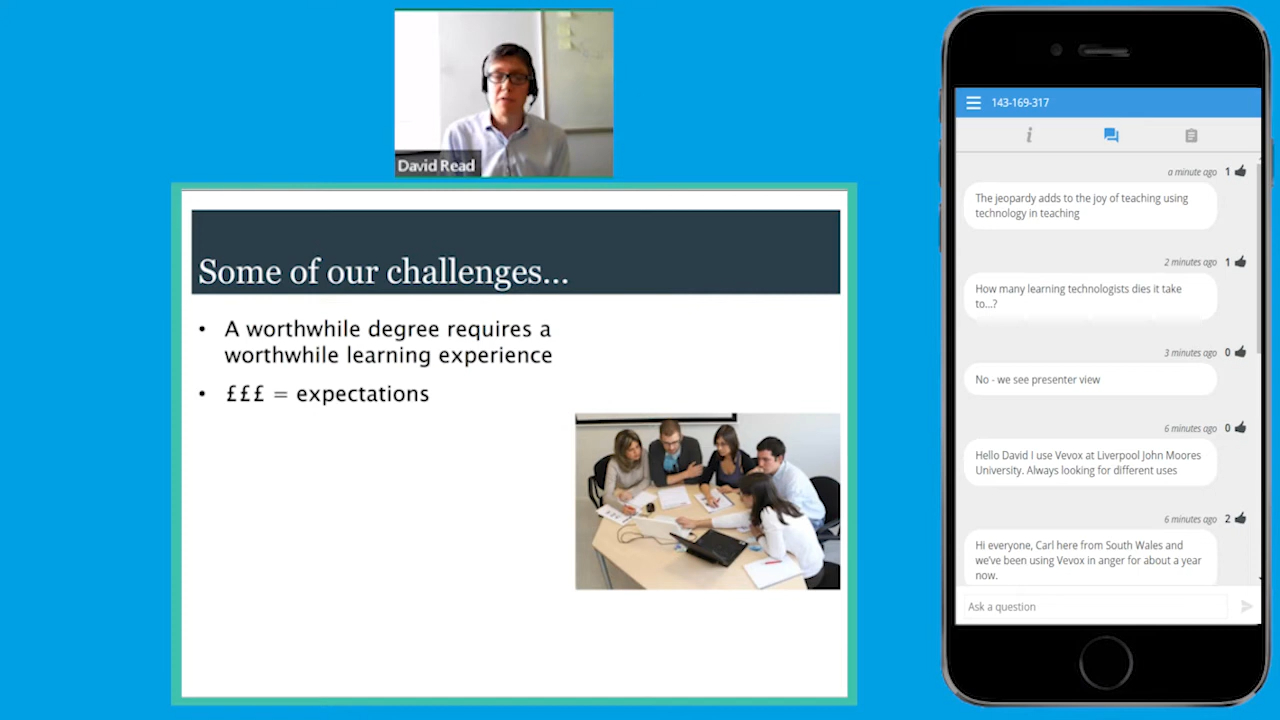 David Read
Some of our challenges...
• A worthwhile degree requires a
worthwhile learning experience
• £££ = expectations
143-169-317
a minute ago 1
The jeopardy adds to the joy of teaching using
technology in teaching
2 minutes ago 1
How many learning technologists dies it take
to...?
3 minutes ago 0
No - we see presenter view
6 minutes ago 0
Hello David I use Vevox at Liverpool John Moores
University. Always looking for different uses
6 minutes ago 2
Hi everyone, Carl here from South Wales and
we've been using Vevox in anger for about a year
now.
Ask a question